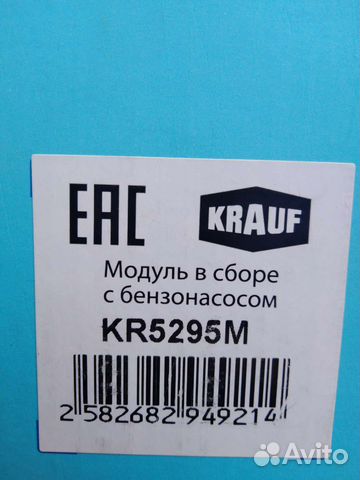 EAC KRAUF
Модуль в сборе
с бензонасосом
KR5295M
2 582682 949214
Avito